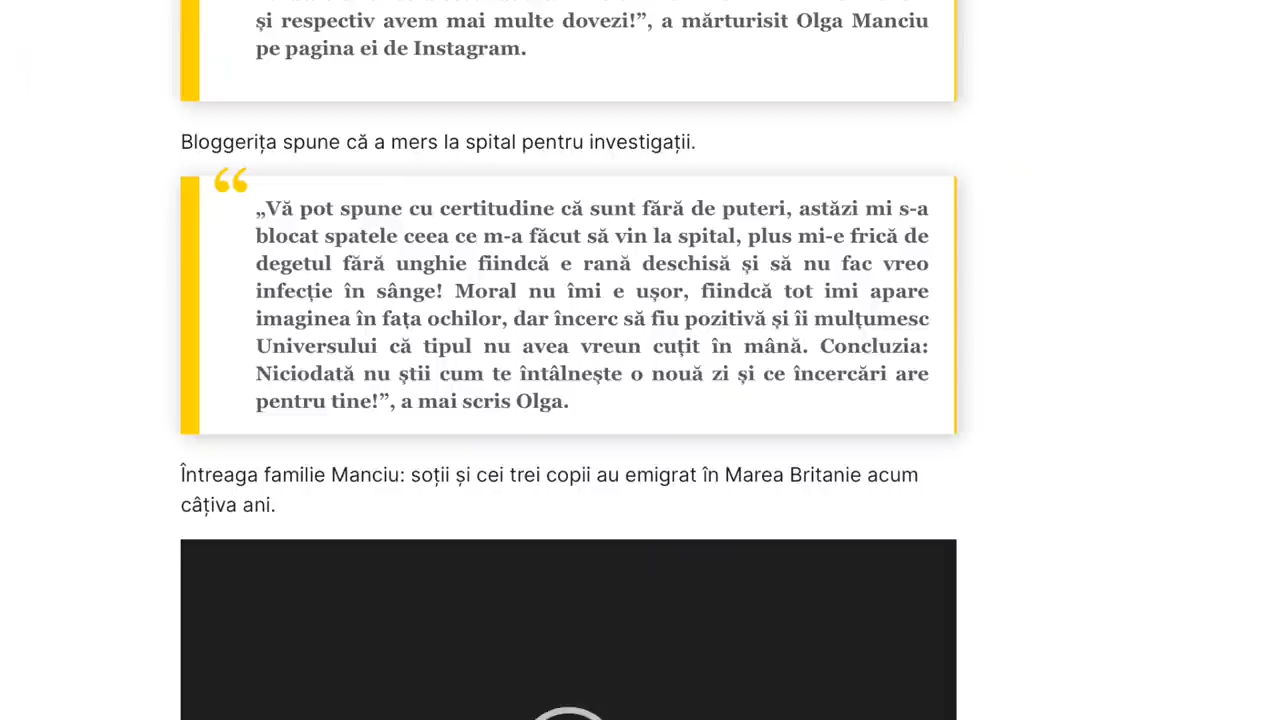 și respectiv avem mai multe dovezi!”, a mărturisit Olga Manciu
pe pagina ei de Instagram.
Bloggerița spune că a mers la spital pentru investigații.
“
„Vă pot spune cu certitudine că sunt fără de puteri, astăzi mi s-a
blocat spatele ceea ce m-a făcut să vin la spital, plus mi-e frică de
degetul fără unghie fiindcă e rană deschisă și să nu fac vreo
infecție în sânge! Moral nu îmi e ușor, fiindcă tot imi apare
imaginea în fața ochilor, dar încerc să fiu pozitivă și îi mulțumesc
Universului că tipul nu avea vreun cuțit în mână. Concluzia:
Niciodată nu știi cum te întâlnește o nouă zi și ce încercări are
pentru tine!”, a mai scris Olga.
Întreaga familie Manciu: soții și cei trei copii au emigrat în Marea Britanie acum
câțiva ani.